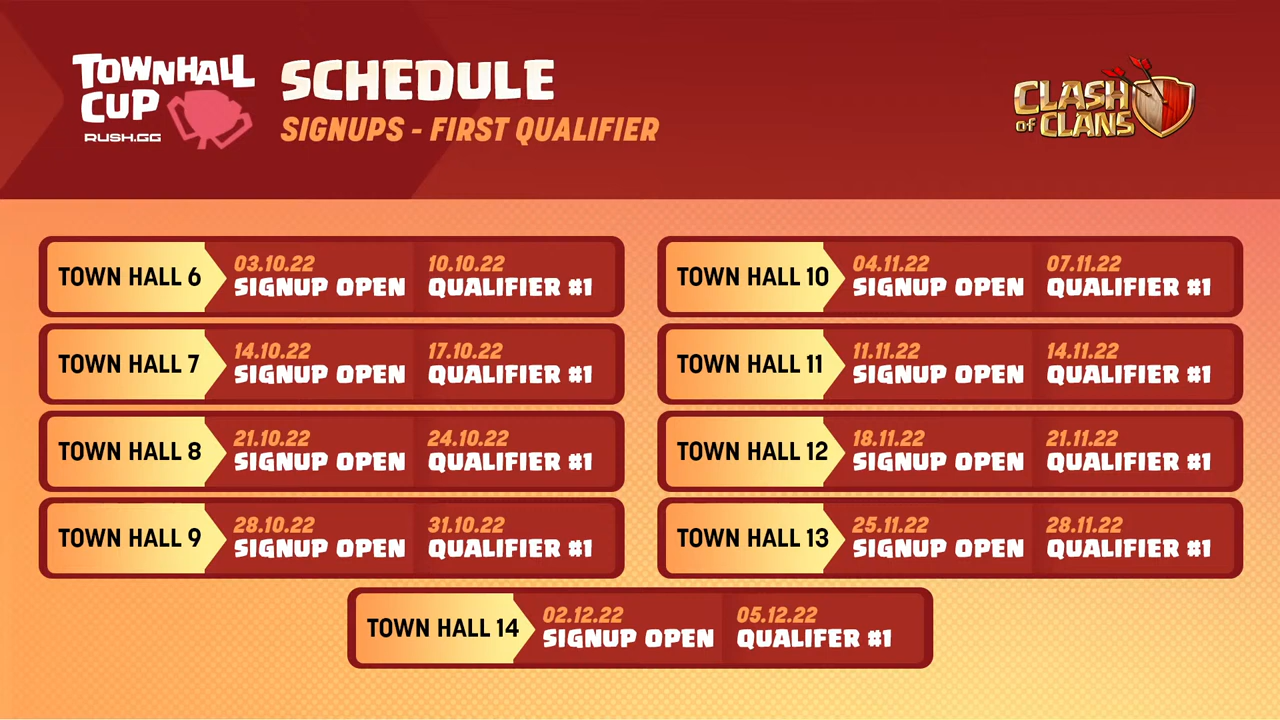 TOWNHALL
CUP
RUSH.GG
SCHEDULE
SIGNUPS - FIRST QUALIFIER
CLASH
OF CLANS
TOWN HALL 6
03.10.22
SIGNUP OPEN
10.10.22
QUALIFIER #1
TOWN HALL 7
14.10.22
SIGNUP OPEN
17.10.22
QUALIFIER #1
TOWN HALL 8
21.10.22
SIGNUP OPEN
24.10.22
QUALIFIER #1
TOWN HALL 9
28.10.22
SIGNUP OPEN
31.10.22
QUALIFIER #1
TOWN HALL 10
04.11.22
SIGNUP OPEN
07.11.22
QUALIFIER #1
TOWN HALL 11
11.11.22
SIGNUP OPEN
14.11.22
QUALIFIER #1
TOWN HALL 12
18.11.22
SIGNUP OPEN
21.11.22
QUALIFIER #1
TOWN HALL 13
25.11.22
SIGNUP OPEN
28.11.22
QUALIFIER #1
TOWN HALL 14
02.12.22
SIGNUP OPEN
05.12.22
QUALIFER #1